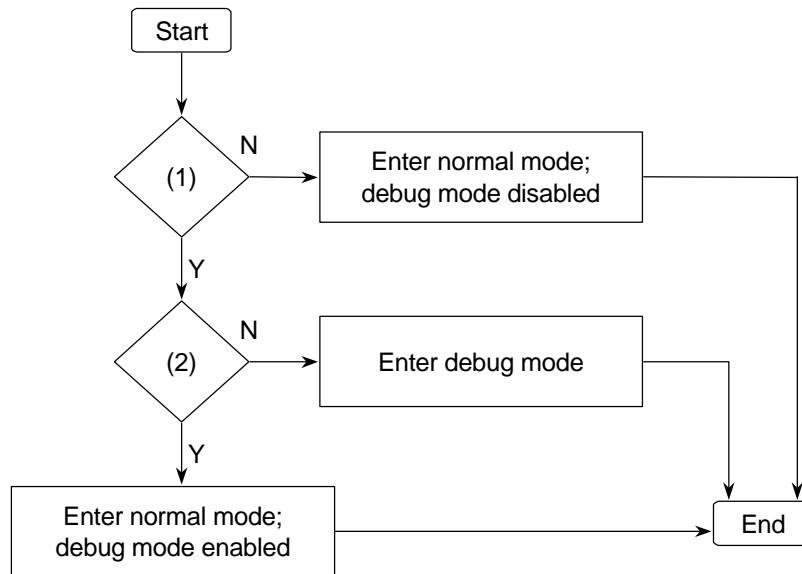 Start
(1)
N
Enter normal mode;
debug mode disabled
Y
(2)
N
Enter debug mode
Y
Enter normal mode;
debug mode enabled
End